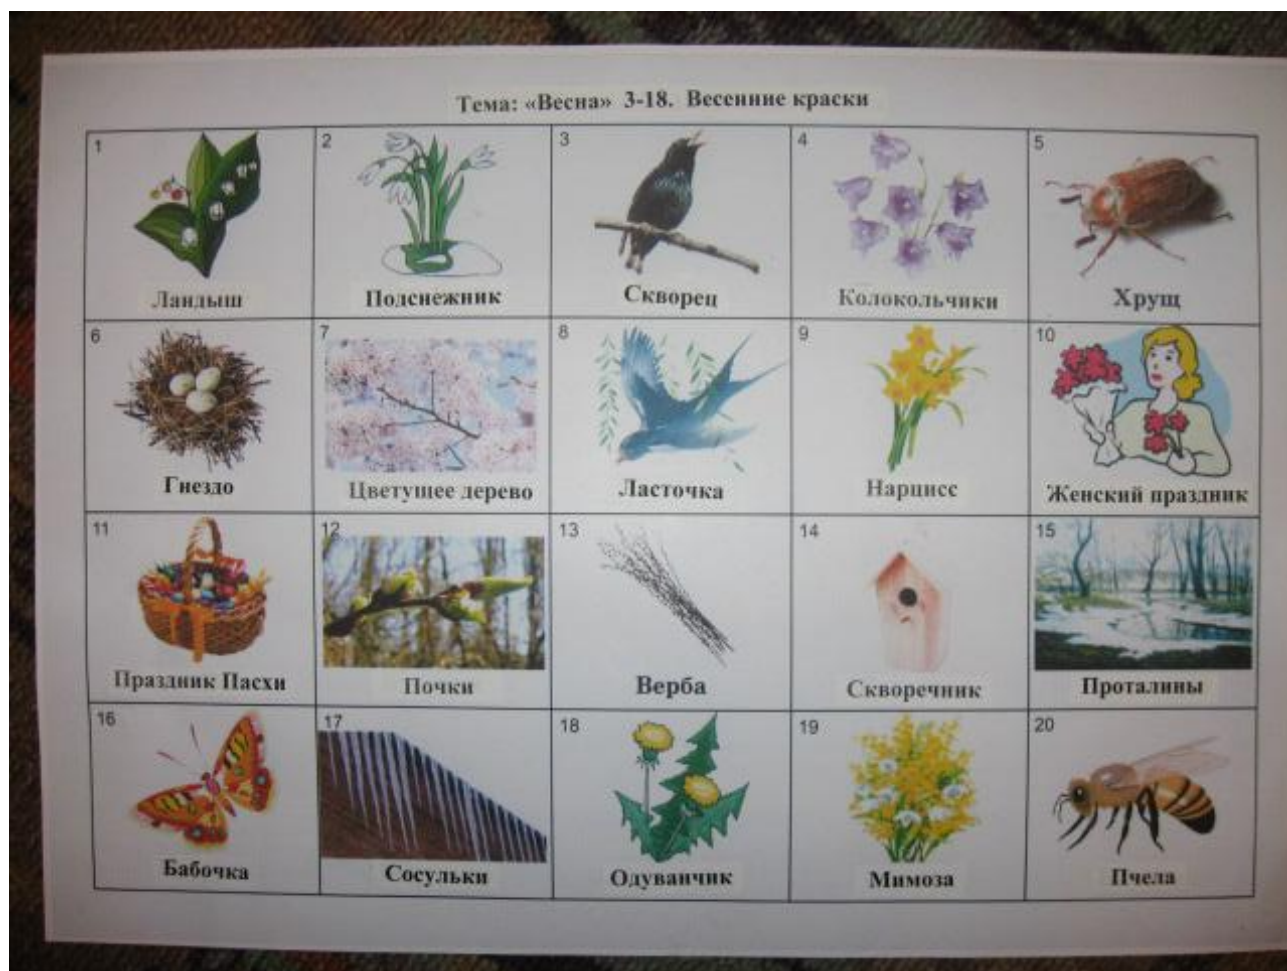 Тема: «Весна» 3-18. Весенние краски
1
2
3
4
5
Ландыш
Подснежник
Скворец
Колокольчики
Хрущ
6
7
8
9
10
Гнездо
Цветущее дерево
Ласточка
Нарцисс
Женский праздник
11
12
13
14
15
Праздник Пасхи
Почки
Верба
Скворечник
Проталины
16
17
18
19
20
Бабочка
Сосульки
Одуванчик
Мимоза
Пчела